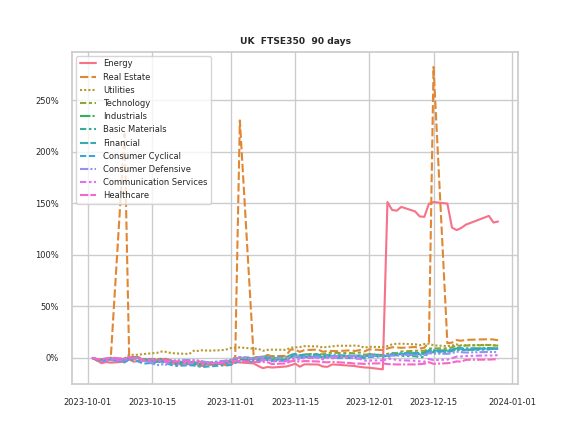 UK FTSE350 90 days
Energy
Real Estate
Utilities
Technology
Industrials
Basic Materials
Financial
Consumer Cyclical
Consumer Defensive
Communication Services
Healthcare
250%
200%
150%
100%
50%
0%
2023-10-01 2023-10-15 2023-11-01 2023-11-15 2023-12-01 2023-12-15 2024-01-01